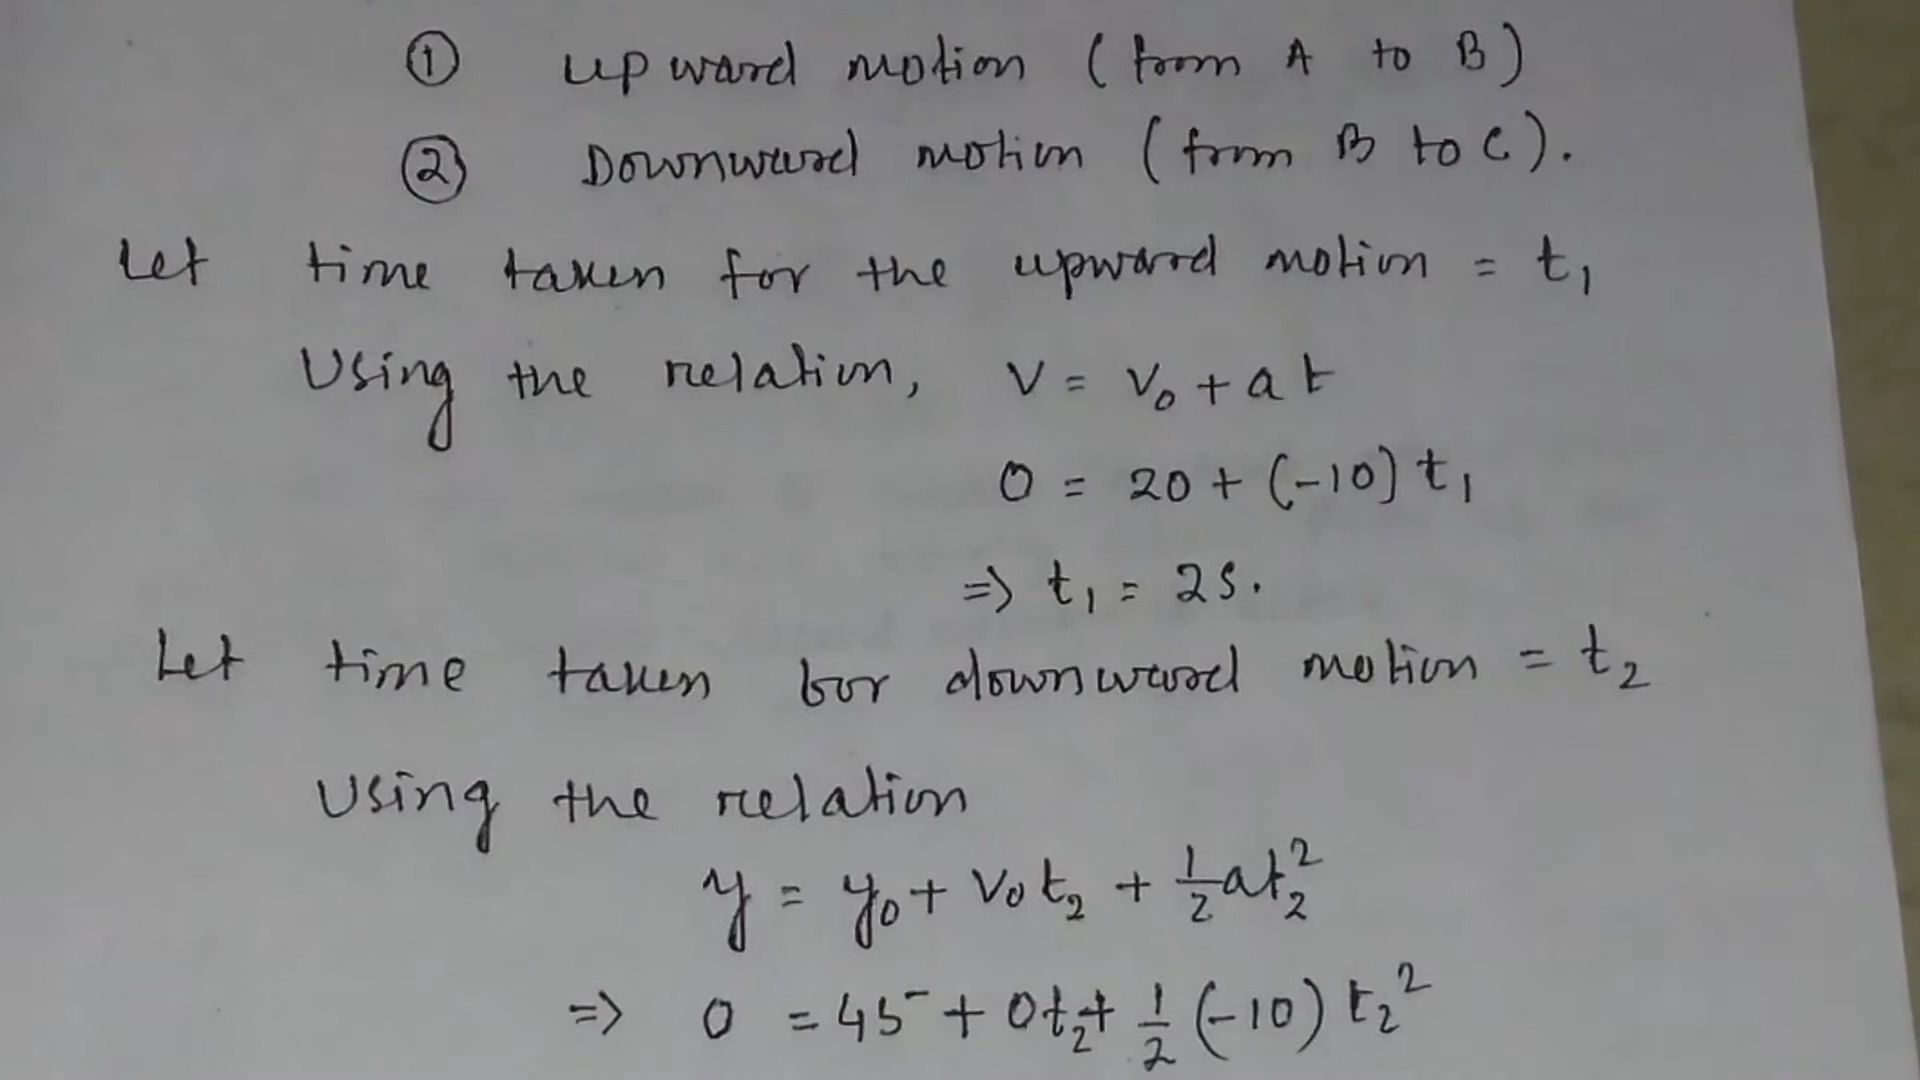 ① upward motion (from A to B)
② Downward motion (from B to C).
Let time taken for the upward motion = t₁
Using the relation, v = v₀ + at
0 = 20 + (-10) t₁
=> t₁ = 2s.
Let time taken for downward motion = t₂
Using the relation
y = y₀ + v₀t₂ + ½at₂²
=> 0 = 45 + 0t₂ + ½ (-10) t₂²